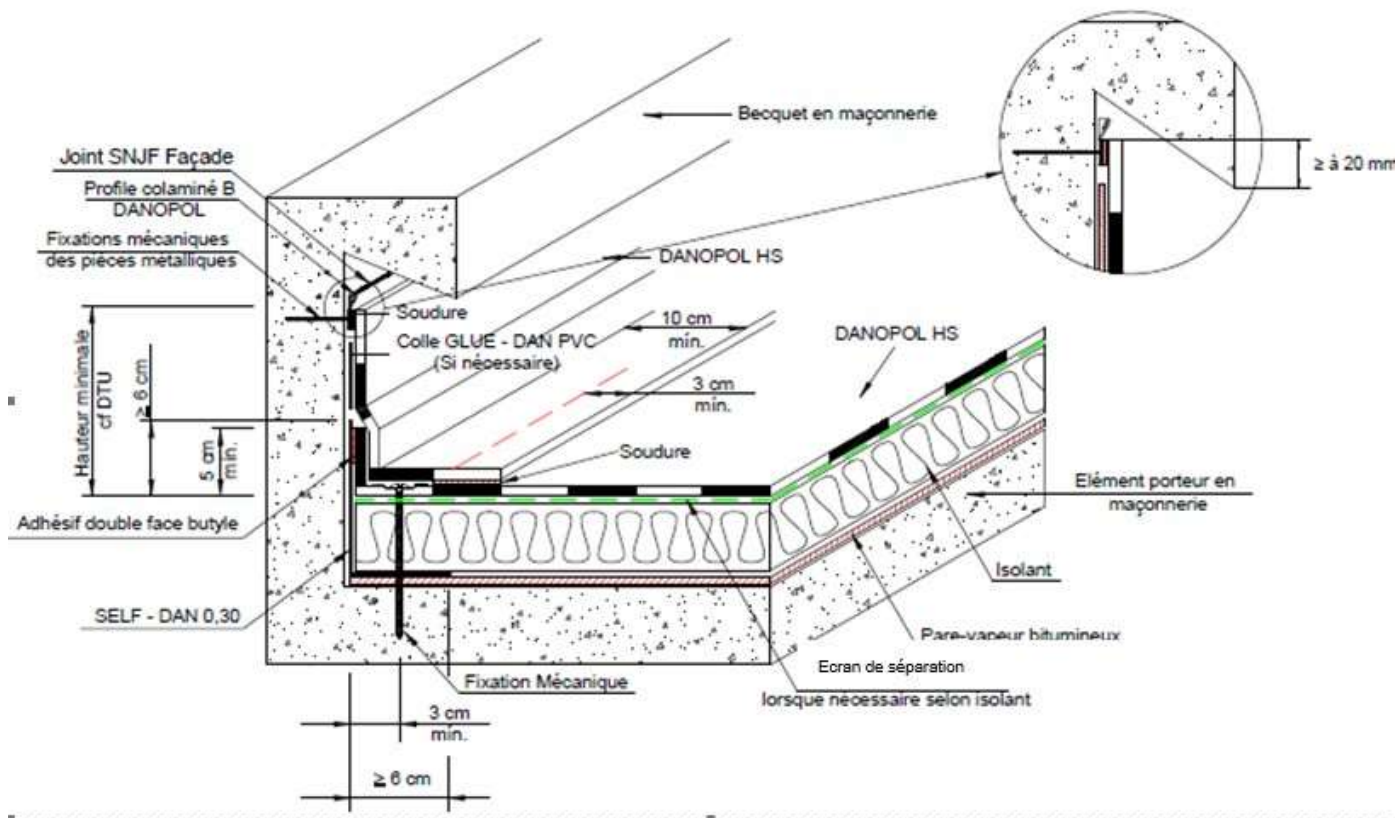 Becquet en maçonnerie
Joint SNJF Façade
Profile colaminé B
DANOPOL
Fixations mécaniques
des pièces métalliques
≥ à 20 mm
DANOPOL HS
Soudure
Colle GLUE - DAN PVC
(Si nécessaire)
10 cm
mín.
DANOPOL HS
3 cm
mín.
Hauteur minimale
cf DTU
≥ 6 cm
5 cm
min.
Soudure
Elément porteur en
maçonnerie
Adhésif double face butyle
Isolant
SELF - DAN 0,30
Pare-vapeur bitumineux
Ecran de séparation
lorsque nécessaire selon isolant
Fixation Mécanique
3 cm
mín.
≥ 6 cm